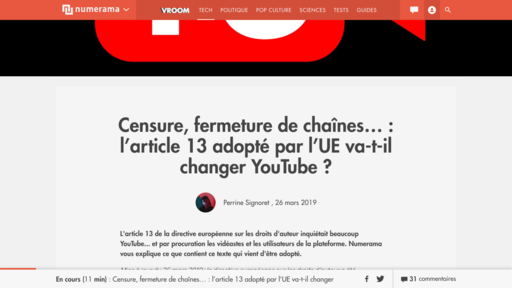 numerama
VROOM TECH POLITIQUE POP CULTURE SCIENCES TESTS GUIDES
Censure, fermeture de chaînes… :
l’article 13 adopté par l’UE va-t-il
changer YouTube ?
Perrine Signoret , 26 mars 2019
L'article 13 de la directive européenne sur les droits d'auteur inquiétait beaucoup
YouTube... et par procuration les vidéastes et les utilisateurs de la plateforme. Numerama
vous explique ce que contient ce texte qui vient d'être adopté.
En cours (11 min) : Censure, fermeture de chaînes… : l’article 13 adopté par l’UE va-t-il changer
31 commentaires